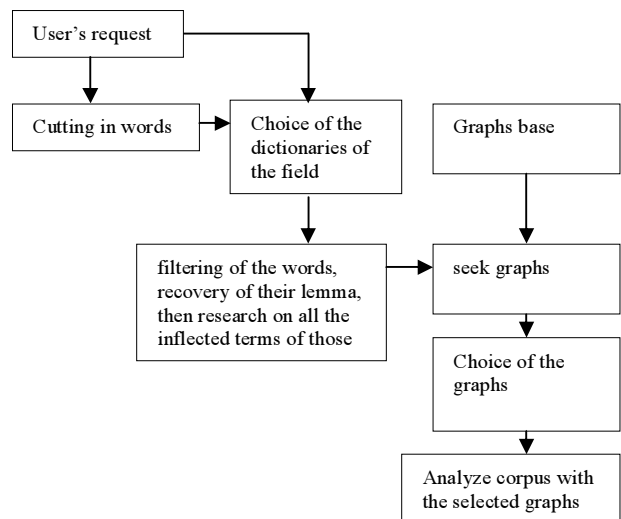 User's request
Cutting in words
Choice of the
dictionaries of
the field
Graphs base
filtering of the words,
recovery of their lemma,
then research on all the
inflected terms of those
seek graphs
Choice of the
graphs
Analyze corpus with
the selected graphs